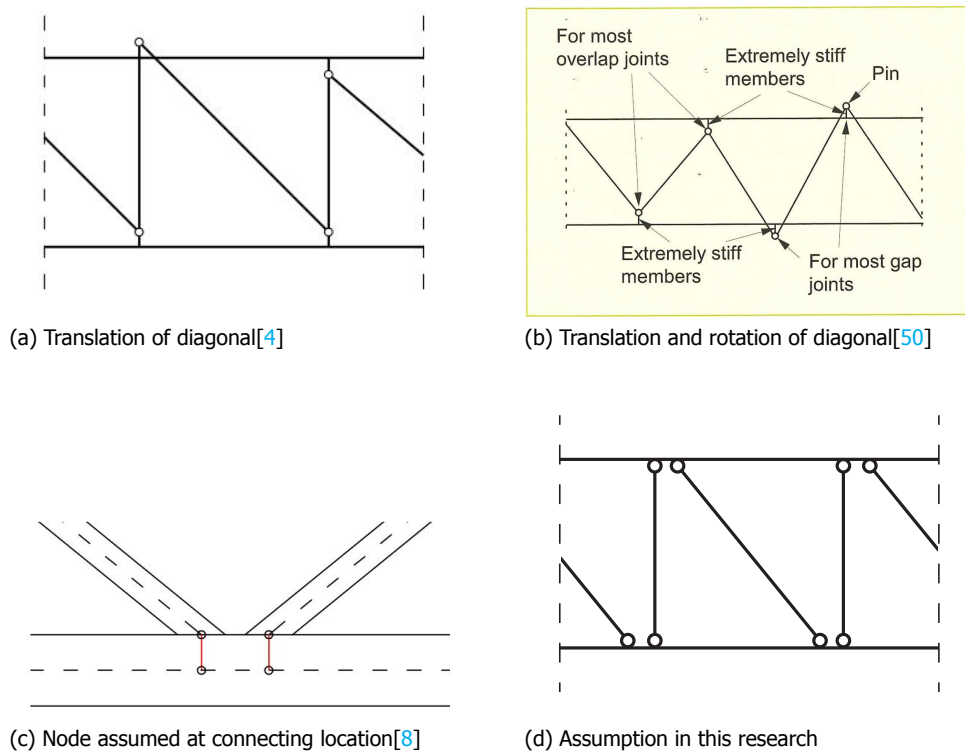 For most
overlap joints
Extremely stiff
members
Pin
Extremely stiff
members
For most gap
joints
(a) Translation of diagonal[4]
(b) Translation and rotation of diagonal[50]
(c) Node assumed at connecting location[8]
(d) Assumption in this research